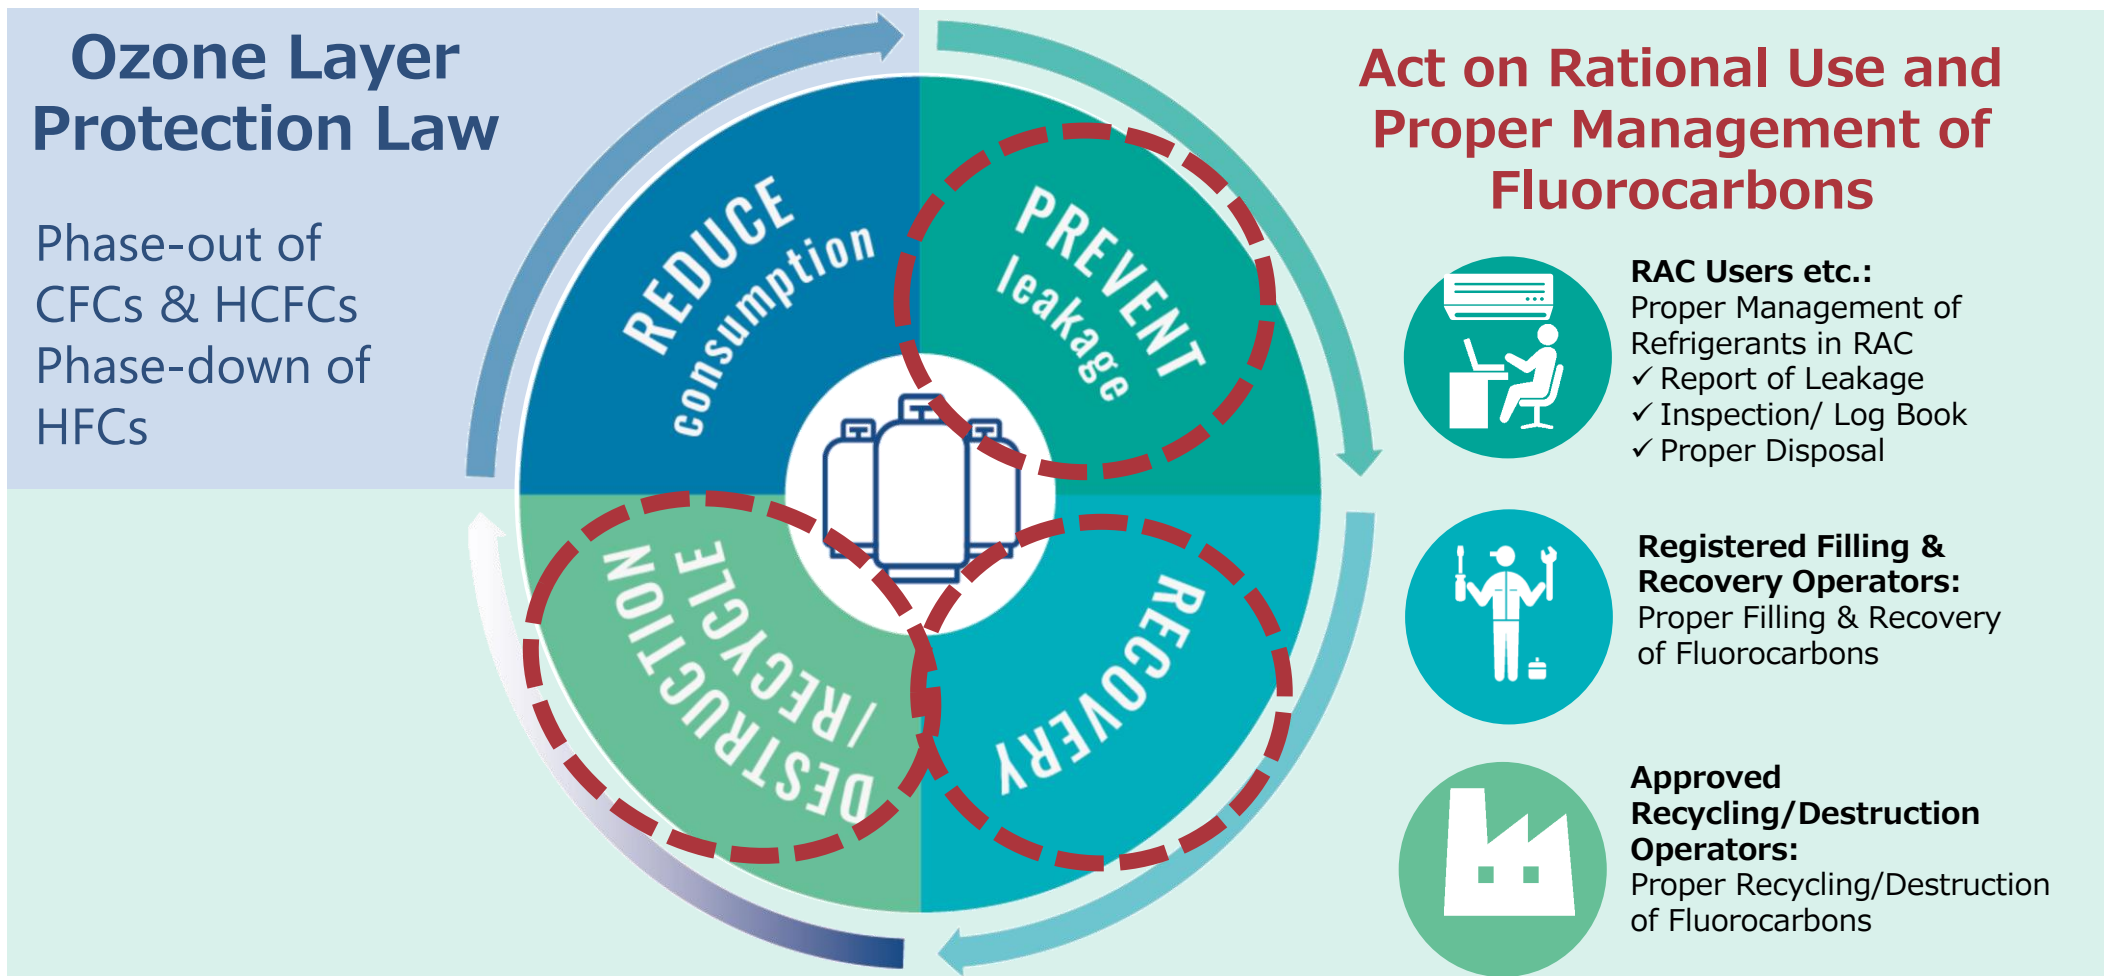 Ozone Layer
Protection Law
Phase-out of
CFCs & HCFCs
Phase-down of
HFCs
REDUCE
consumption
PREVENT
leakage
RECOVERY
DESTRUCTION
/RECYCLE
Act on Rational Use and
Proper Management of
Fluorocarbons
RAC Users etc.:
Proper Management of
Refrigerants in RAC
✓ Report of Leakage
✓ Inspection/ Log Book
✓ Proper Disposal
Registered Filling &
Recovery Operators:
Proper Filling & Recovery
of Fluorocarbons
Approved
Recycling/Destruction
Operators:
Proper Recycling/Destruction
of Fluorocarbons